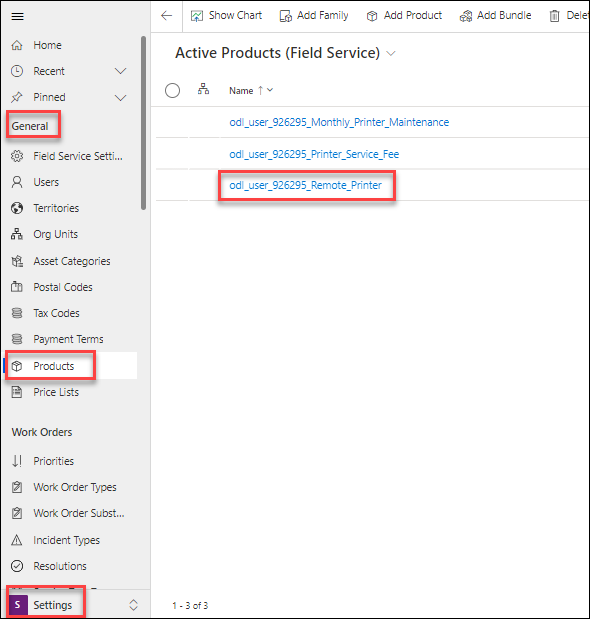 Show Chart
Add Family
Add Product
Add Bundle
Delet
Home
Recent
Pinned
General
Field Service Setti...
Users
Territories
Org Units
Asset Categories
Postal Codes
Tax Codes
Payment Terms
Products
Price Lists
Work Orders
Priorities
Work Order Types
Work Order Subst...
Incident Types
Resolutions
S Settings
Active Products (Field Service)
Name ↑
odl_user_926295_Monthly_Printer_Maintenance
odl_user_926295_Printer_Service_Fee
odl_user_926295_Remote_Printer
1 - 3 of 3